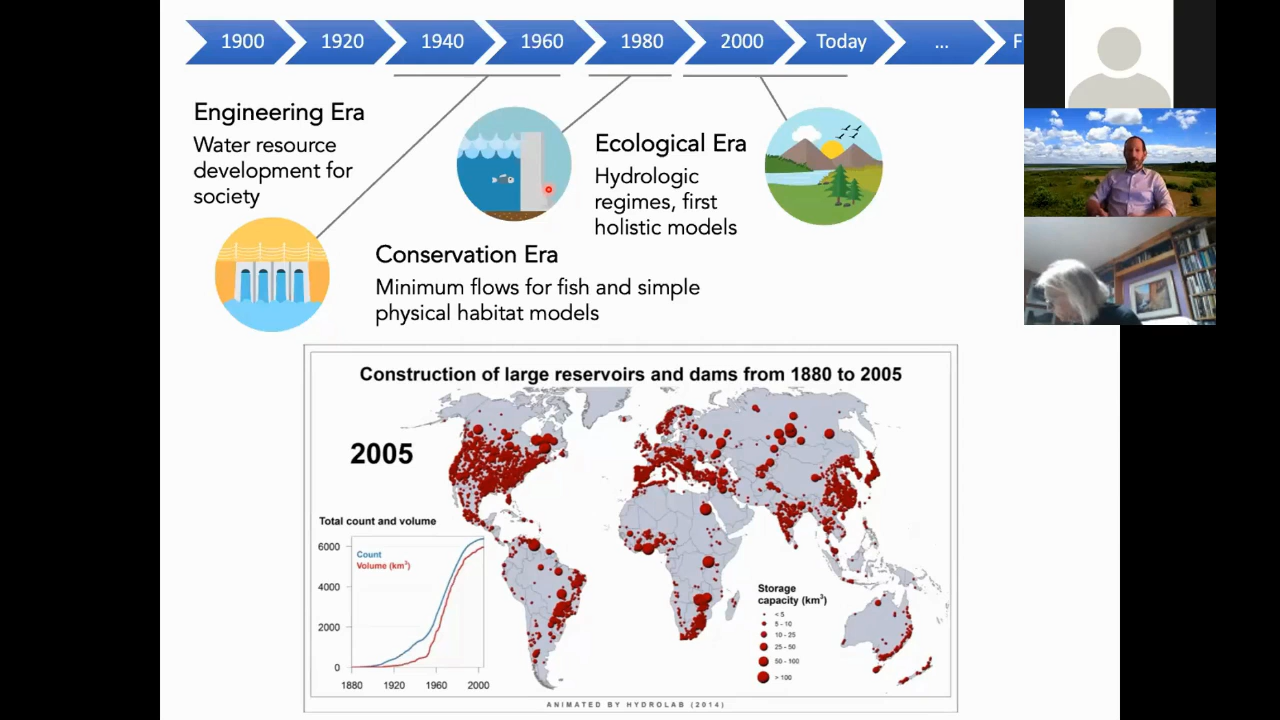 1900 1920 1940 1960 1980 2000 Today ... F
Engineering Era
Water resource
development for
society
Ecological Era
Hydrologic
regimes, first
holistic models
Conservation Era
Minimum flows for fish and simple
physical habitat models
Construction of large reservoirs and dams from 1880 to 2005
2005
Total count and volume
6000
4000
2000
0
Count
Volume (km³)
1880 1920 1960 2000
Storage
capacity (km³)
< 5
5 - 10
10 - 25
25 - 50
50 - 100
> 100
ANIMATED BY HYDROLAB (2014)